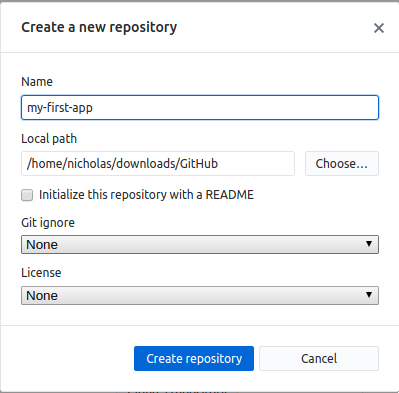 Create a new repository
Name
my-first-app
Local path
/home/nicholas/downloads/GitHub
Choose...
Initialize this repository with a README
Git ignore
None
License
None
Create repository
Cancel